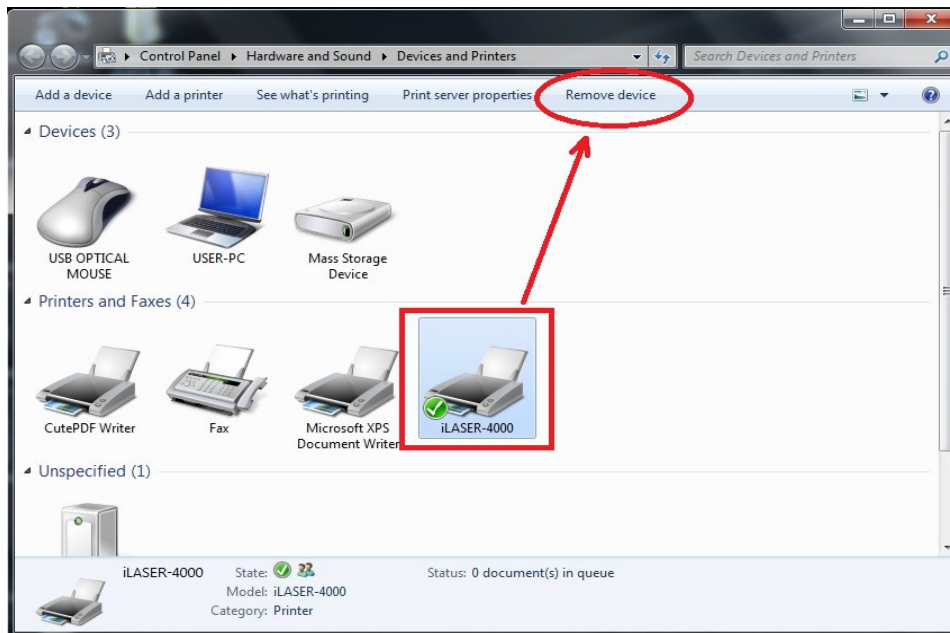 Control Panel ▸ Hardware and Sound ▸ Devices and Printers
Search Devices and Printers
Add a device Add a printer See what's printing Print server properties Remove device
Devices (3)
USB OPTICAL
MOUSE
USER-PC
Mass Storage
Device
Printers and Faxes (4)
CutePDF Writer
Fax
Microsoft XPS
Document Writer
iLASER-4000
Unspecified (1)
iLASER-4000 State: Status: 0 document(s) in queue
Model: iLASER-4000
Category: Printer